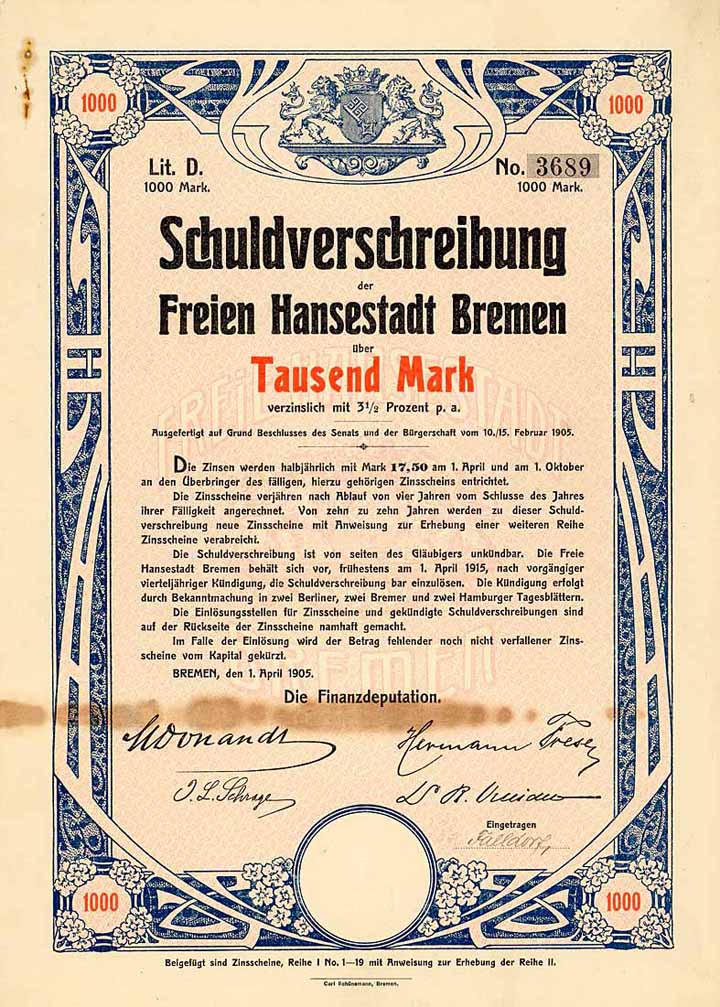 1000
1000
Lit. D.
1000 Mark.
No. 3689
1000 Mark.
Schuldverschreibung
der
Freien Hansestadt Bremen
über
Tausend Mark
verzinslich mit 3½ Prozent p. a.
Ausgefertigt auf Grund Beschlusses des Senats und der Bürgerschaft vom 10./15. Februar 1905.
Die Zinsen werden halbjährlich mit Mark 17,50 am 1. April und am 1. Oktober
an den Überbringer des fälligen, hierzu gehörigen Zinsscheins entrichtet.
Die Zinsscheine verjähren nach Ablauf von vier Jahren vom Schlusse des Jahres
ihrer Fälligkeit angerechnet. Von zehn zu zehn Jahren werden zu dieser Schuld-
verschreibung neue Zinsscheine mit Anweisung zur Erhebung einer weiteren Reihe
Zinsscheine verabreicht.
Die Schuldverschreibung ist von seiten des Gläubigers unkündbar. Die Freie
Hansestadt Bremen behält sich vor, frühestens am 1. April 1915, nach vorgängiger
vierteljähriger Kündigung, die Schuldverschreibung bar einzulösen. Die Kündigung erfolgt
durch Bekanntmachung in zwei Berliner, zwei Bremer und zwei Hamburger Tagesblättern.
Die Einlösungsstellen für Zinsscheine und gekündigte Schuldverschreibungen sind
auf der Rückseite der Zinsscheine namhaft gemacht.
Im Falle der Einlösung wird der Betrag fehlender noch nicht verfallener Zins-
scheine vom Kapital gekürzt.
BREMEN, den 1. April 1905.
Die Finanzdeputation.
MDonandt
Hermann Frese
J. L. Schrage
Dr R.
Eingetragen
Falldorf,
1000
1000
Beigefügt sind Zinsscheine, Reihe I No. 1—19 mit Anweisung zur Erhebung der Reihe II.
Carl Schünemann, Bremen.